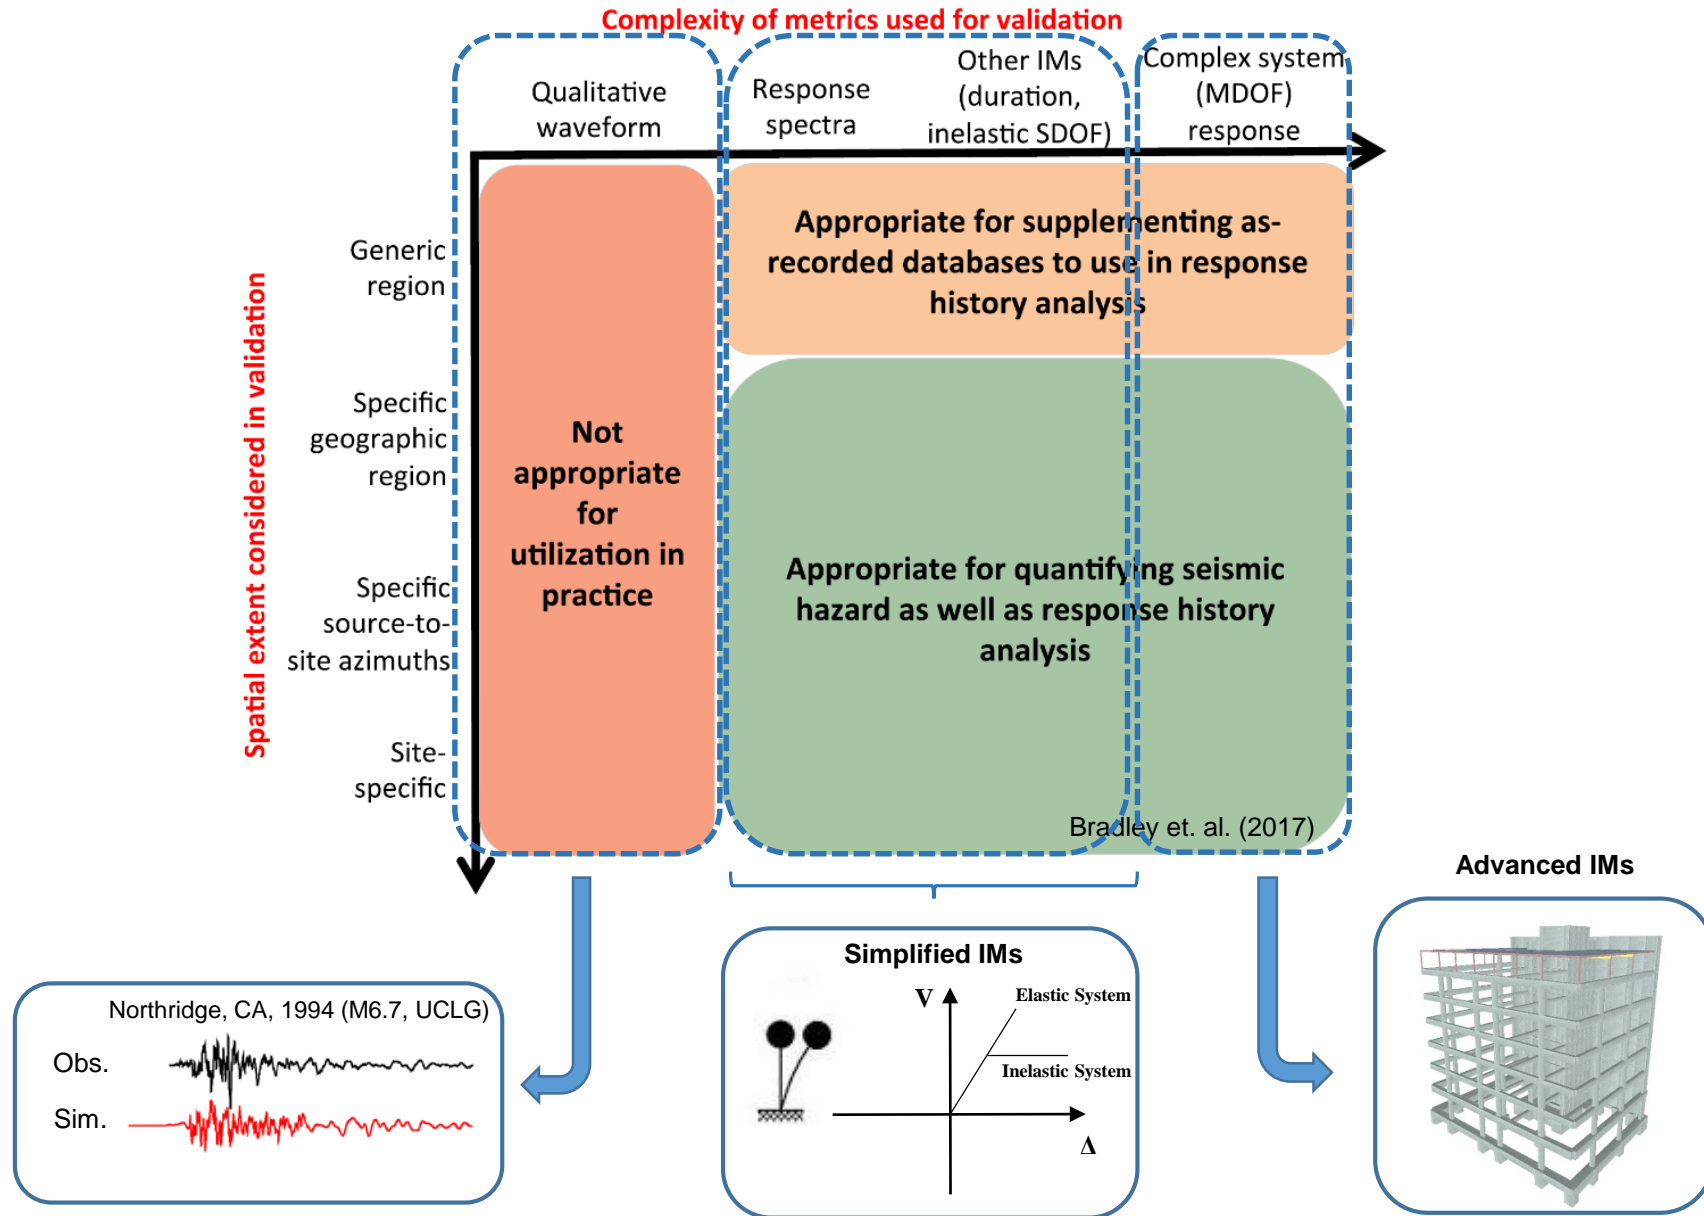 Complexity of metrics used for validation
Qualitative
waveform
Response
spectra
Other IMs
(duration,
inelastic SDOF)
Complex system
(MDOF)
response
Spatial extent considered in validation
Generic
region
Specific
geographic
region
Specific
source-to-
site azimuths
Site-
specific
Not
appropriate
for
utilization in
practice
Appropriate for supplementing as-
recorded databases to use in response
history analysis
Appropriate for quantifying seismic
hazard as well as response history
analysis
Bradley et. al. (2017)
Northridge, CA, 1994 (M6.7, UCLG)
Obs.
Sim.
Simplified IMs
V
Elastic System
Inelastic System
Δ
Advanced IMs